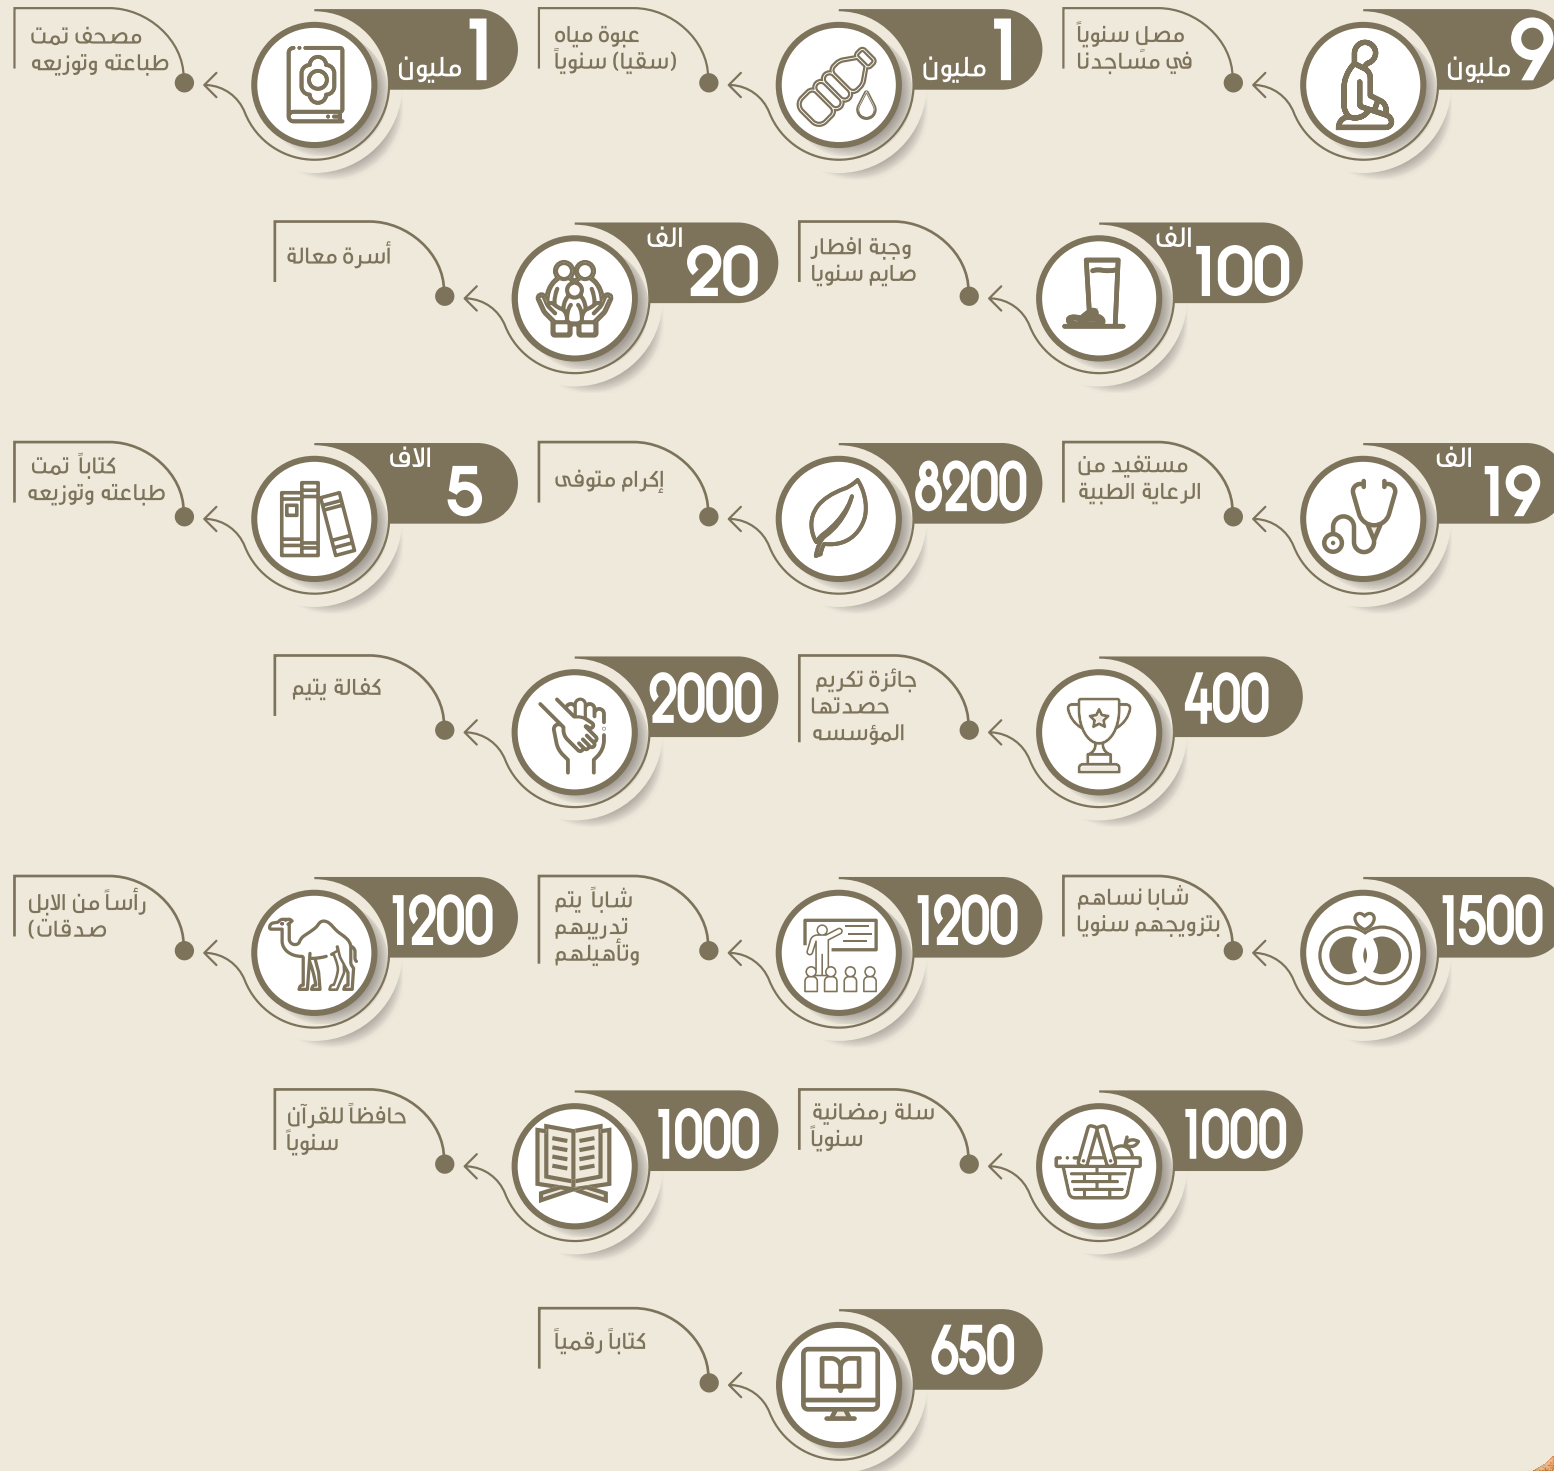 9 مليون
مصل سنوياً
في مساجدنا
1 مليون
عبوة مياه
(سقيا) سنوياً
1 مليون
مصحف تمت
طباعته وتوزيعه
100 الف
وجبة افطار
صايم سنويا
20 الف
أسرة معالة
19 الف
مستفيد من
الرعاية الطبية
8200
إكرام متوفى
5 الاف
كتاباً تمت
طباعته وتوزيعه
400
جائزة تكريم
حصدتها
المؤسسه
2000
كفالة يتيم
1500
شابا نساهم
بتزويجهم سنويا
1200
شاباً يتم
تدريبهم
وتأهيلهم
1200
رأساً من الابل
صدقات)
1000
سلة رمضانية
سنوياً
1000
حافظاً للقرآن
سنوياً
650
كتاباً رقمياً